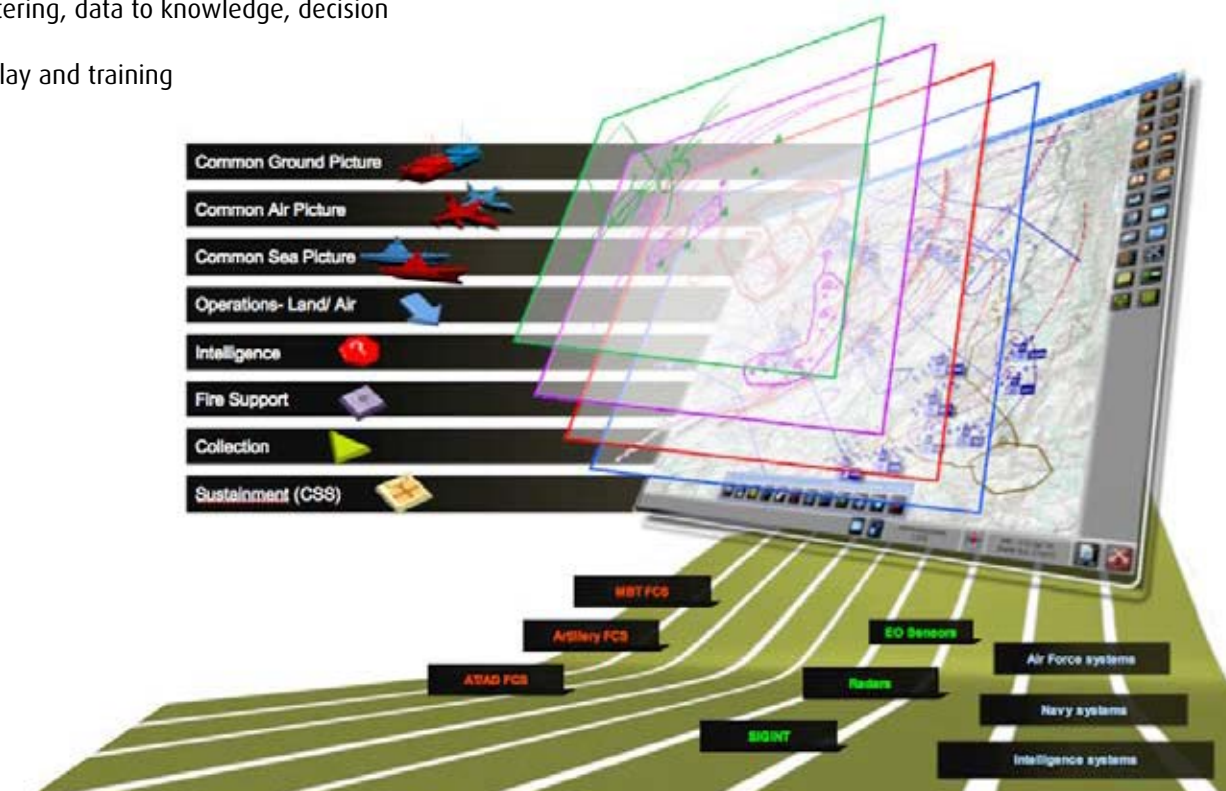 tering, data to knowledge, decision
lay and training
Common Ground Picture
Common Air Picture
Common Sea Picture
Operations- Land/ Air
Intelligence
Fire Support
Collection
Sustainment (CSS)
MBT FCS
Artillery FCS
EO Sensors
Air Force systems
AT/AD FCS
Radars
Navy systems
SIGINT
Intelligence systems